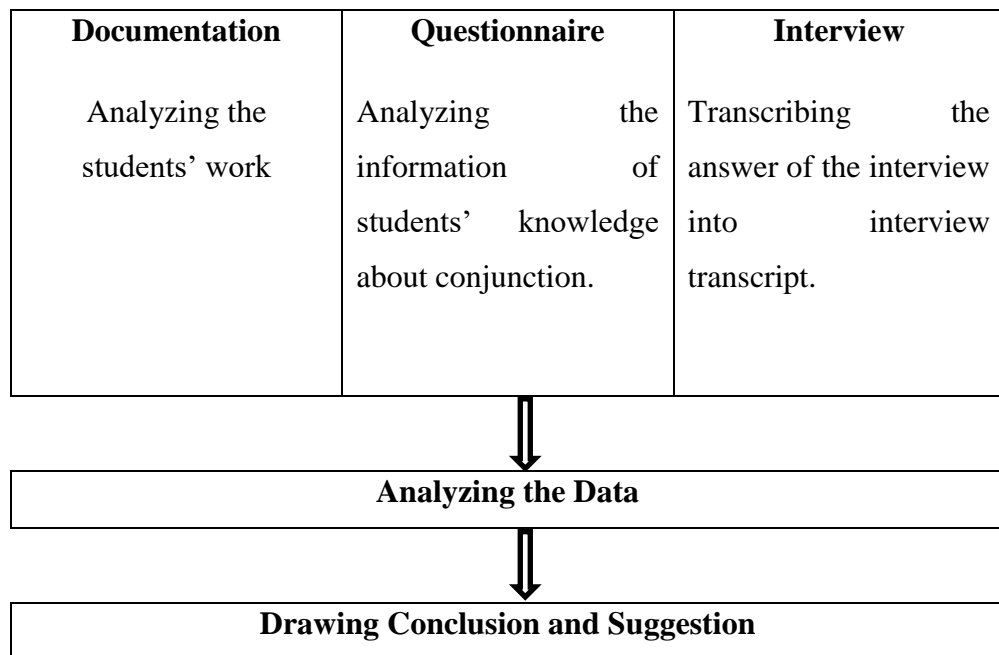 Documentation
Analyzing the
students’ work
Questionnaire
Analyzing the
information of
students’ knowledge
about conjunction.
Interview
Transcribing the
answer of the interview
into interview
transcript.
Analyzing the Data
Drawing Conclusion and Suggestion